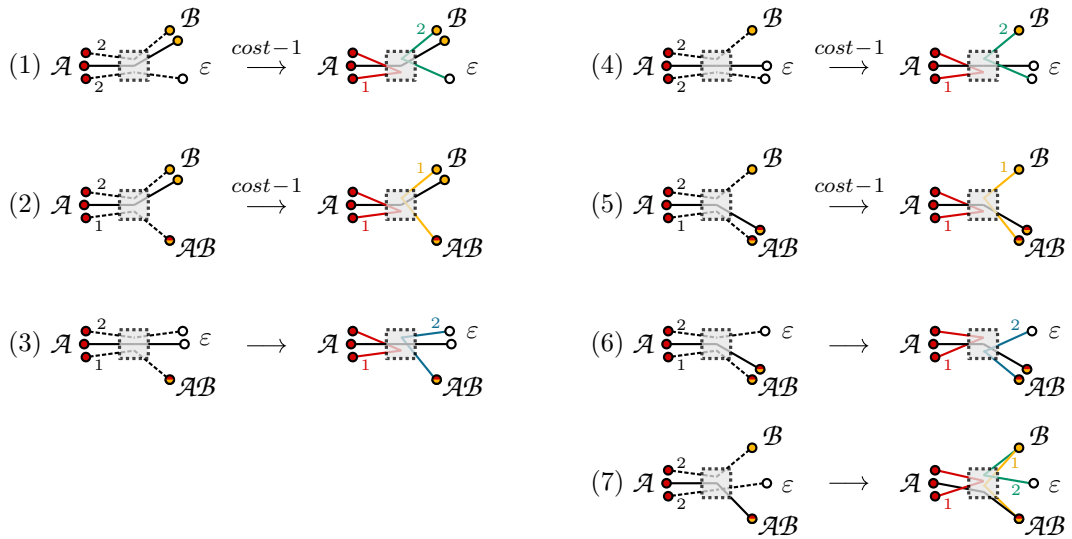 (1) 𝒜 2 2 ℬ ε cost−1 ⟶ 𝒜 1 2 ℬ ε
(4) 𝒜 2 2 ℬ ε cost−1 ⟶ 𝒜 1 2 ℬ ε
(2) 𝒜 2 1 ℬ 𝒜ℬ cost−1 ⟶ 𝒜 1 1 ℬ 𝒜ℬ
(5) 𝒜 2 1 ℬ 𝒜ℬ cost−1 ⟶ 𝒜 1 1 ℬ 𝒜ℬ
(3) 𝒜 2 1 ε 𝒜ℬ ⟶ 𝒜 1 2 ε 𝒜ℬ
(6) 𝒜 2 1 ε 𝒜ℬ ⟶ 𝒜 1 2 ε 𝒜ℬ
(7) 𝒜 2 2 ℬ ε 𝒜ℬ ⟶ 𝒜 1 1 2 ℬ ε 𝒜ℬ